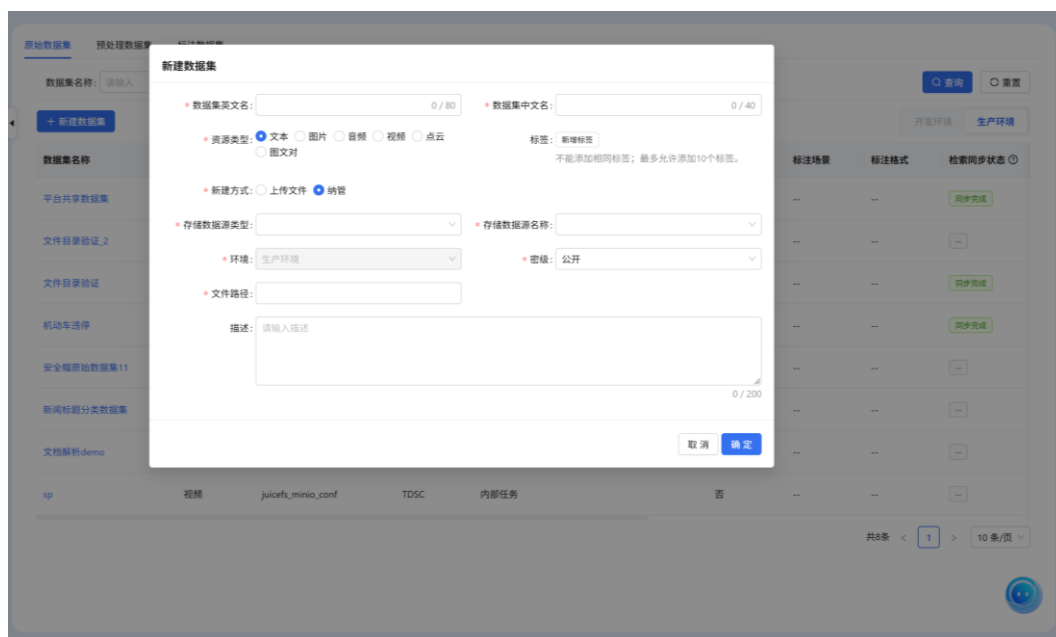 原始数据集 预处理数据集
新建数据集
数据集名称: 请输入
查询 重置
* 数据集英文名: 0 / 80 * 数据集中文名: 0 / 40
+ 新建数据集
开发环境 生产环境
* 资源类型: 文本 图片 音频 视频 点云
图文对
标签: 新增标签
不能添加相同标签；最多允许添加10个标签。
数据集名称 标注场景 标注格式 检索同步状态
* 新建方式: 上传文件 纳管
平台共享数据集 -- -- 同步完成
* 存储数据源类型: * 存储数据源名称:
文件目录验证_2 -- -- --
* 环境: 生产环境 * 密级: 公开
文件目录验证 -- -- 同步完成
* 文件路径:
机动车违停 -- -- 同步完成
描述: 请输入描述
安全帽原始数据集11 -- -- --
0 / 200
新闻标题分类数据集 -- -- --
取消 确定
文档解析demo -- -- --
sp 视频 juicefs_minio_conf TDSC 内部任务 否 -- -- --
共8条 < 1 > 10 条/页